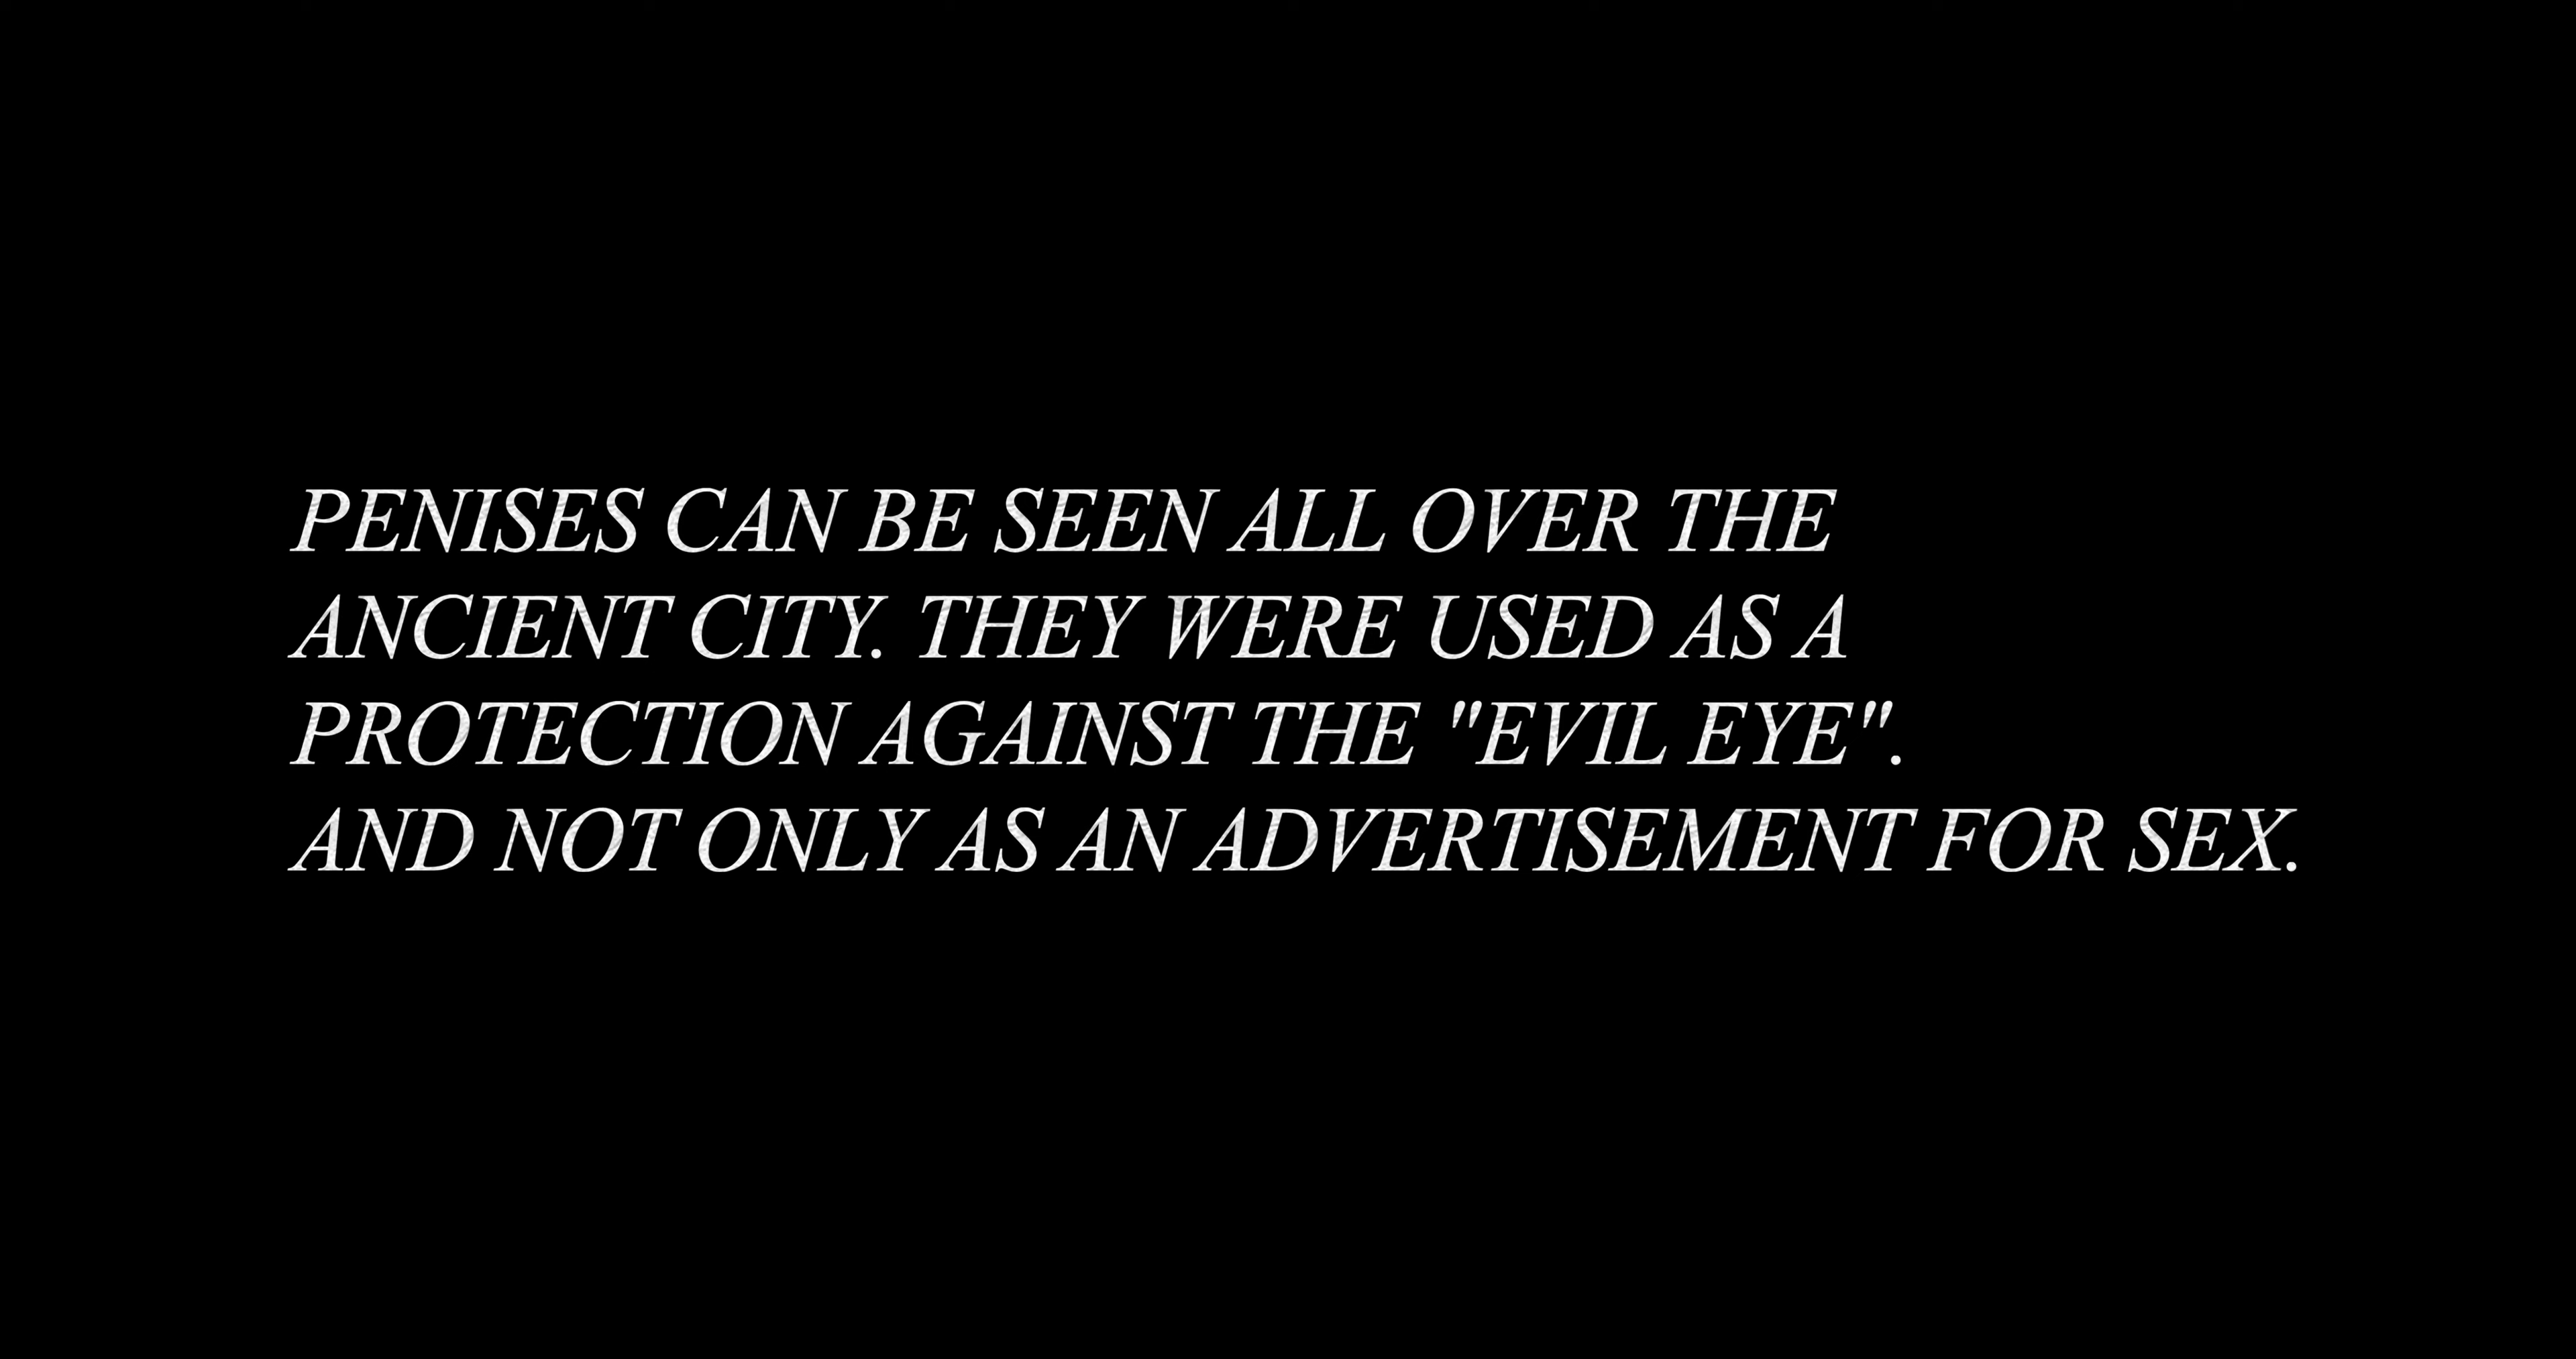 PENISES CAN BE SEEN ALL OVER THE
ANCIENT CITY. THEY WERE USED AS A
PROTECTION AGAINST THE "EVIL EYE".
AND NOT ONLY AS AN ADVERTISEMENT FOR SEX.